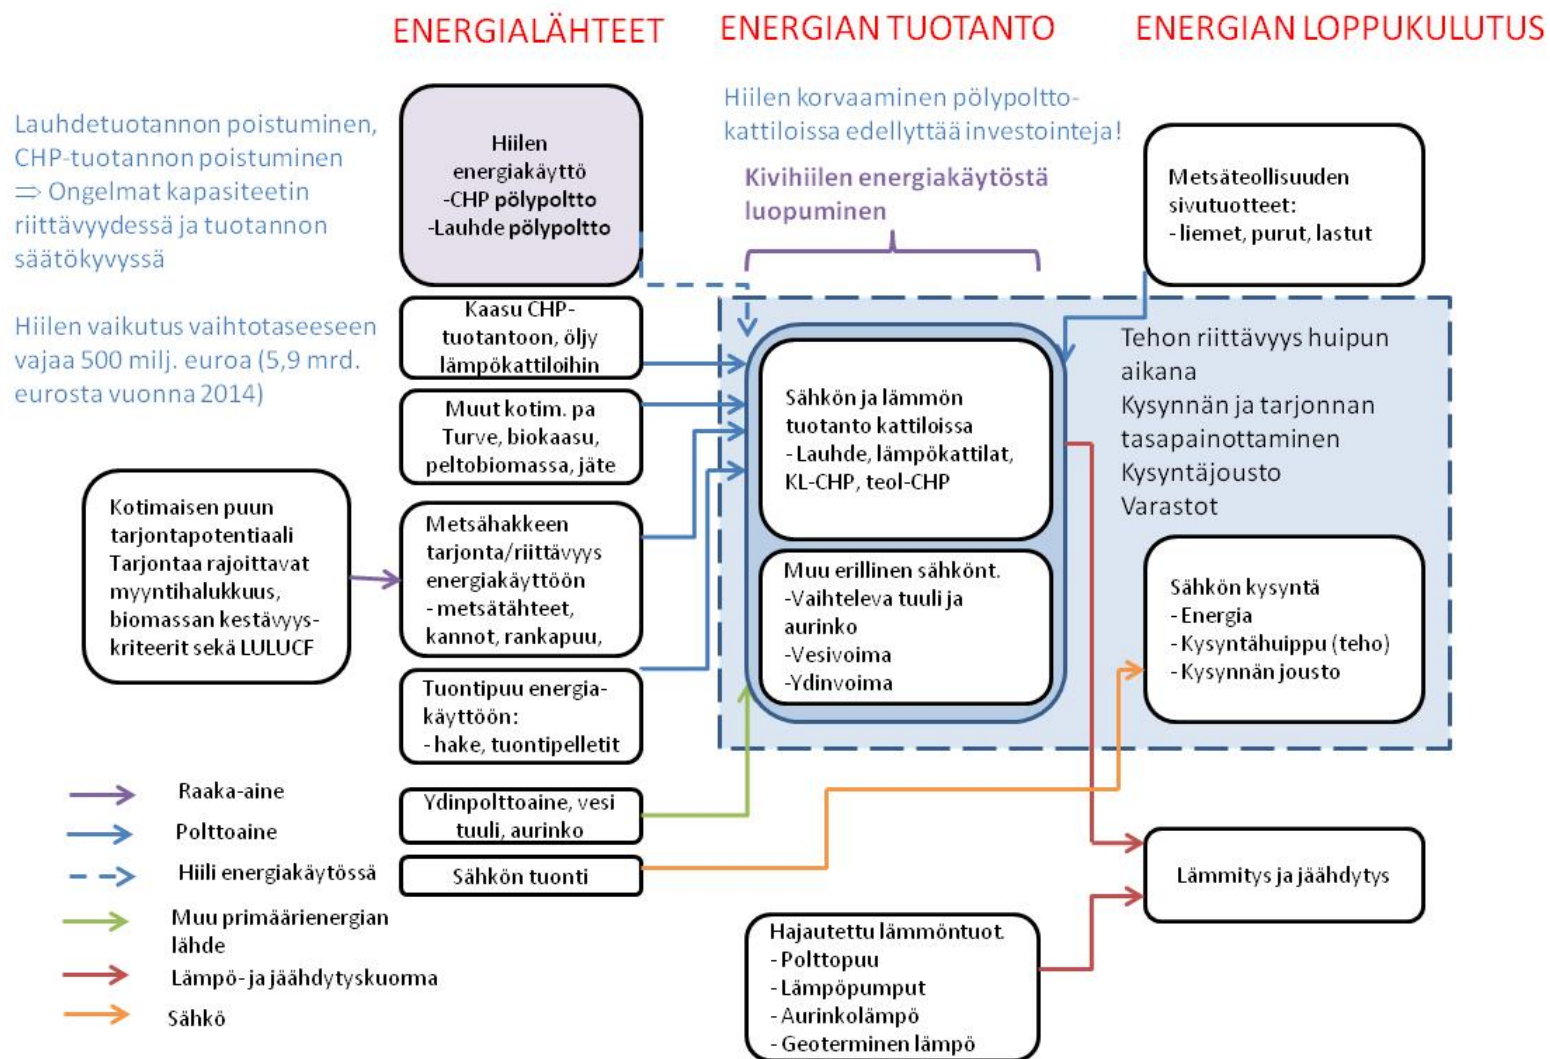 ENERGIALÄHTEET
ENERGIAN TUOTANTO
ENERGIAN LOPPUKULUTUS
Lauhdetuotannon poistuminen,
CHP-tuotannon poistuminen
⇒ Ongelmat kapasiteetin
riittävyydessä ja tuotannon
säätökyvyssä
Hiilen vaikutus vaihtotaseeseen
vajaa 500 milj. euroa (5,9 mrd.
eurosta vuonna 2014)
Kotimaisen puun
tarjontapotentiaali
Tarjontaa rajoittavat
myyntihalukkuus,
biomassan kestävyys-
kriteerit sekä LULUCF
Hiilen
energiakäyttö
-CHP pölypoltto
-Lauhde pölypoltto
Kaasu CHP-
tuotantoon, öljy
lämpökattiloihin
Muut kotim. pa
Turve, biokaasu,
peltobiomassa, jäte
Metsähakkeen
tarjonta/riittävyys
energiakäyttöön
- metsätähteet,
kannot, rankapuu,
Tuontipuu energia-
käyttöön:
- hake, tuontipelletit
Ydinpolttoaine, vesi
tuuli, aurinko
Sähkön tuonti
Hiilen korvaaminen pölypoltto-
kattiloissa edellyttää investointeja!
Kivihiilen energiakäytöstä
luopuminen
Sähkön ja lämmön
tuotanto kattiloissa
- Lauhde, lämpökattilat,
KL-CHP, teol-CHP
Muu erillinen sähkönt.
-Vaihteleva tuuli ja
aurinko
-Vesivoima
-Ydinvoima
Hajautettu lämmöntuot.
- Polttopuu
- Lämpöpumput
- Aurinkolämpö
- Geoterminen lämpö
Metsäteollisuuden
sivutuotteet:
- liemet, purut, lastut
Tehon riittävyys huipun
aikana
Kysynnän ja tarjonnan
tasapainottaminen
Kysyntäjousto
Varastot
Sähkön kysyntä
- Energia
- Kysyntähuippu (teho)
- Kysynnän jousto
Lämmitys ja jäähdytys
Raaka-aine
Polttoaine
Hiili energiakäytössä
Muu primäärienergian
lähde
Lämpö- ja jäähdytyskuorma
Sähkö